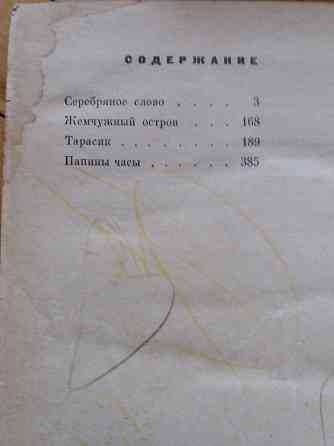 СОДЕРЖАНИЕ
Серебряное слово . . . . 3
Жемчужный остров . . . 168
Тарасик . . . . . . . . 189
Папины часы . . . . . . 385